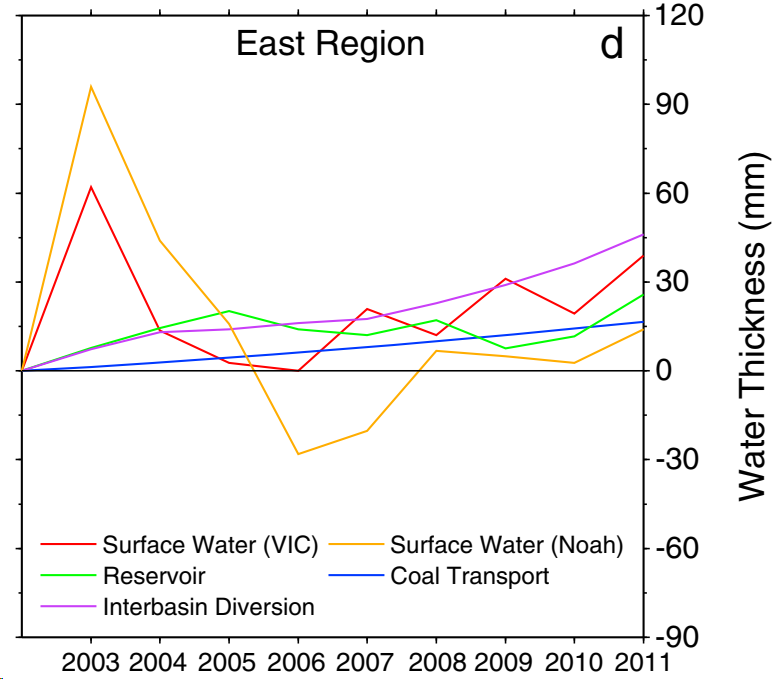 East Region
d
120
90
60
30
0
-30
-60
-90
Water Thickness (mm)
Surface Water (VIC) Surface Water (Noah)
Reservoir Coal Transport
Interbasin Diversion
2003 2004 2005 2006 2007 2008 2009 2010 2011